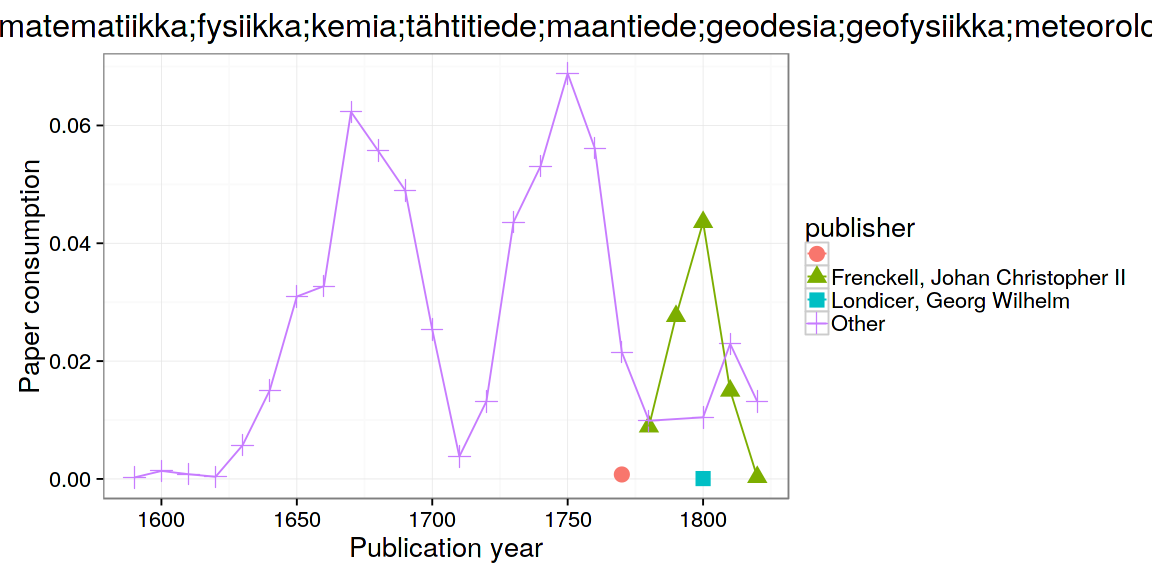 matematiikka;fysiikka;kemia;tähtitiede;maantiede;geodesia;geofysiikka;meteorolo
Paper consumption
0.06
0.04
0.02
0.00
1600 1650 1700 1750 1800
Publication year
publisher
Frenckell, Johan Christopher II
Londicer, Georg Wilhelm
Other